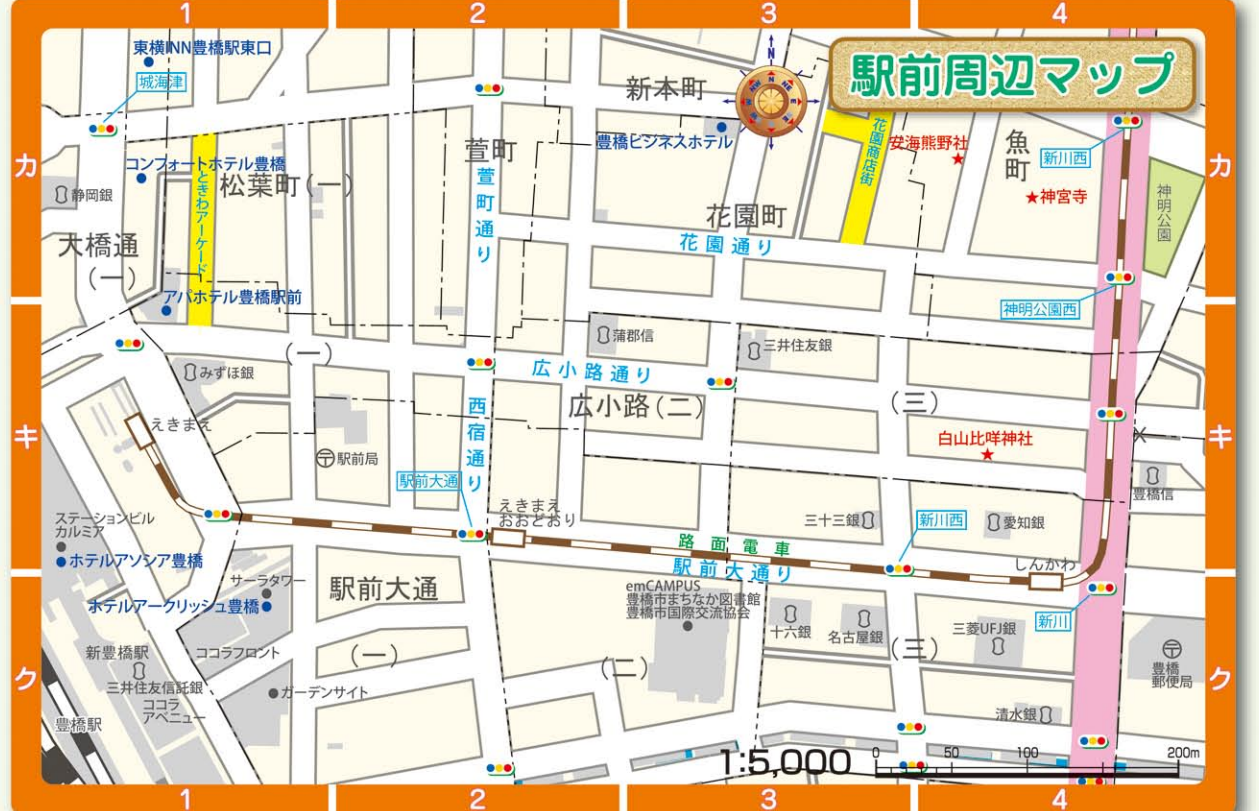 1
2
3
4
駅前周辺マップ
東横INN豊橋駅東口
城海津
新本町
N
カ
豊橋ビジネスホテル
萱町
萱町通り
花園商店街
安海熊野社
魚町
新川西
カ
コンフォートホテル豊橋
松葉町(一)
ときわアーケード
静岡銀
神宮寺
神明公園
花園町
花園通り
大橋通
(一)
アパホテル豊橋駅前
神明公園西
蒲郡信
三井住友銀
(一)
みずほ銀
広小路通り
広小路(二)
(三)
キ
えきまえ
西宿通り
白山比咩神社
キ
駅前局
駅前大通
豊橋信
えきまえ
おおどおり
ステーションビル
カルミア
三十三銀
新川西
愛知銀
路面電車
駅前大通り
ホテルアソシア豊橋
しんかわ
サーラタワー
駅前大通
ホテルアークリッシュ豊橋
emCAMPUS
豊橋市まちなか図書館
豊橋市国際交流協会
十六銀
名古屋銀
三菱UFJ銀
新川
新豊橋駅
ココラフロント
(一)
(二)
(三)
豊橋
郵便局
ク
三井住友信託銀
ガーデンサイト
ココラ
アベニュー
ク
清水銀
豊橋駅
1:5,000
0
50
100
200m
1
2
3
4